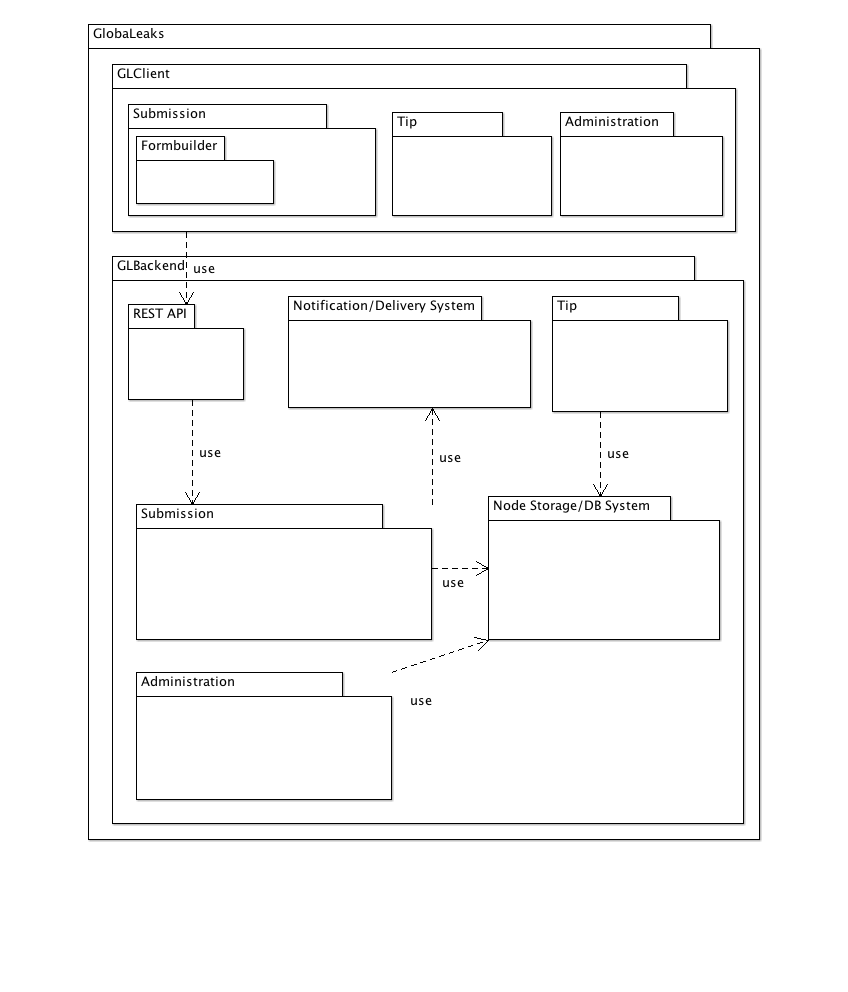 GlobaLeaks
GLClient
Submission
Formbuilder
Tip
Administration
use
GLBackend
REST API
Notification/Delivery System
Tip
use
use
use
Submission
Node Storage/DB System
use
Administration
use